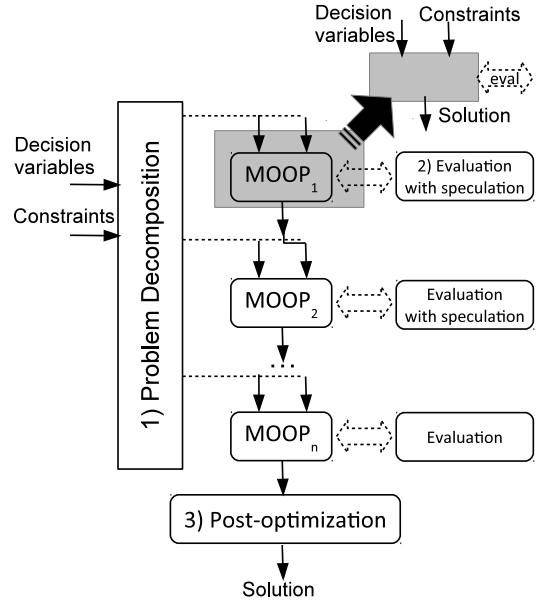 Decision
variables
Constraints
eval
Solution
Decision
variables
Constraints
1) Problem Decomposition
MOOP1
2) Evaluation
with speculation
MOOP2
Evaluation
with speculation
...
MOOPn
Evaluation
3) Post-optimization
Solution